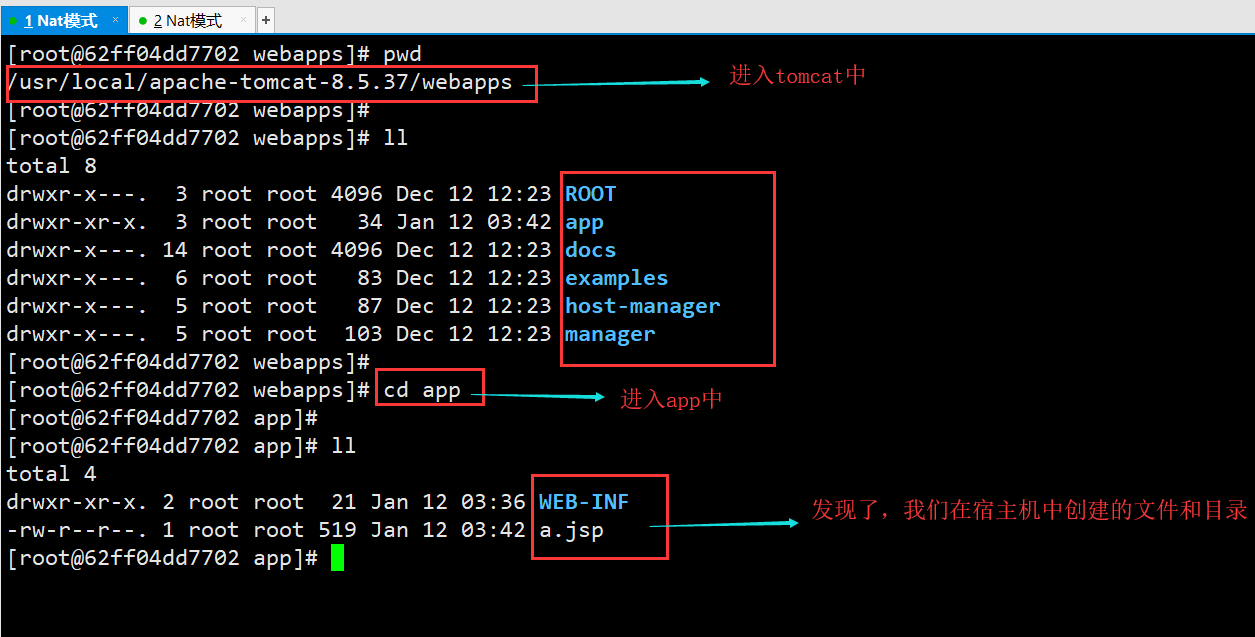 1 Nat模式 × 2 Nat模式 × +
[root@62ff04dd7702 webapps]# pwd
/usr/local/apache-tomcat-8.5.37/webapps 进入tomcat中
[root@62ff04dd7702 webapps]#
[root@62ff04dd7702 webapps]# ll
total 8
drwxr-x---.  3 root root 4096 Dec 12 12:23 ROOT
drwxr-xr-x.  3 root root   34 Jan 12 03:42 app
drwxr-x---. 14 root root 4096 Dec 12 12:23 docs
drwxr-x---.  6 root root   83 Dec 12 12:23 examples
drwxr-x---.  5 root root   87 Dec 12 12:23 host-manager
drwxr-x---.  5 root root  103 Dec 12 12:23 manager
[root@62ff04dd7702 webapps]#
[root@62ff04dd7702 webapps]# cd app 进入app中
[root@62ff04dd7702 app]#
[root@62ff04dd7702 app]# ll
total 4
drwxr-xr-x. 2 root root  21 Jan 12 03:36 WEB-INF
-rw-r--r--. 1 root root 519 Jan 12 03:42 a.jsp 发现了，我们在宿主机中创建的文件和目录
[root@62ff04dd7702 app]#